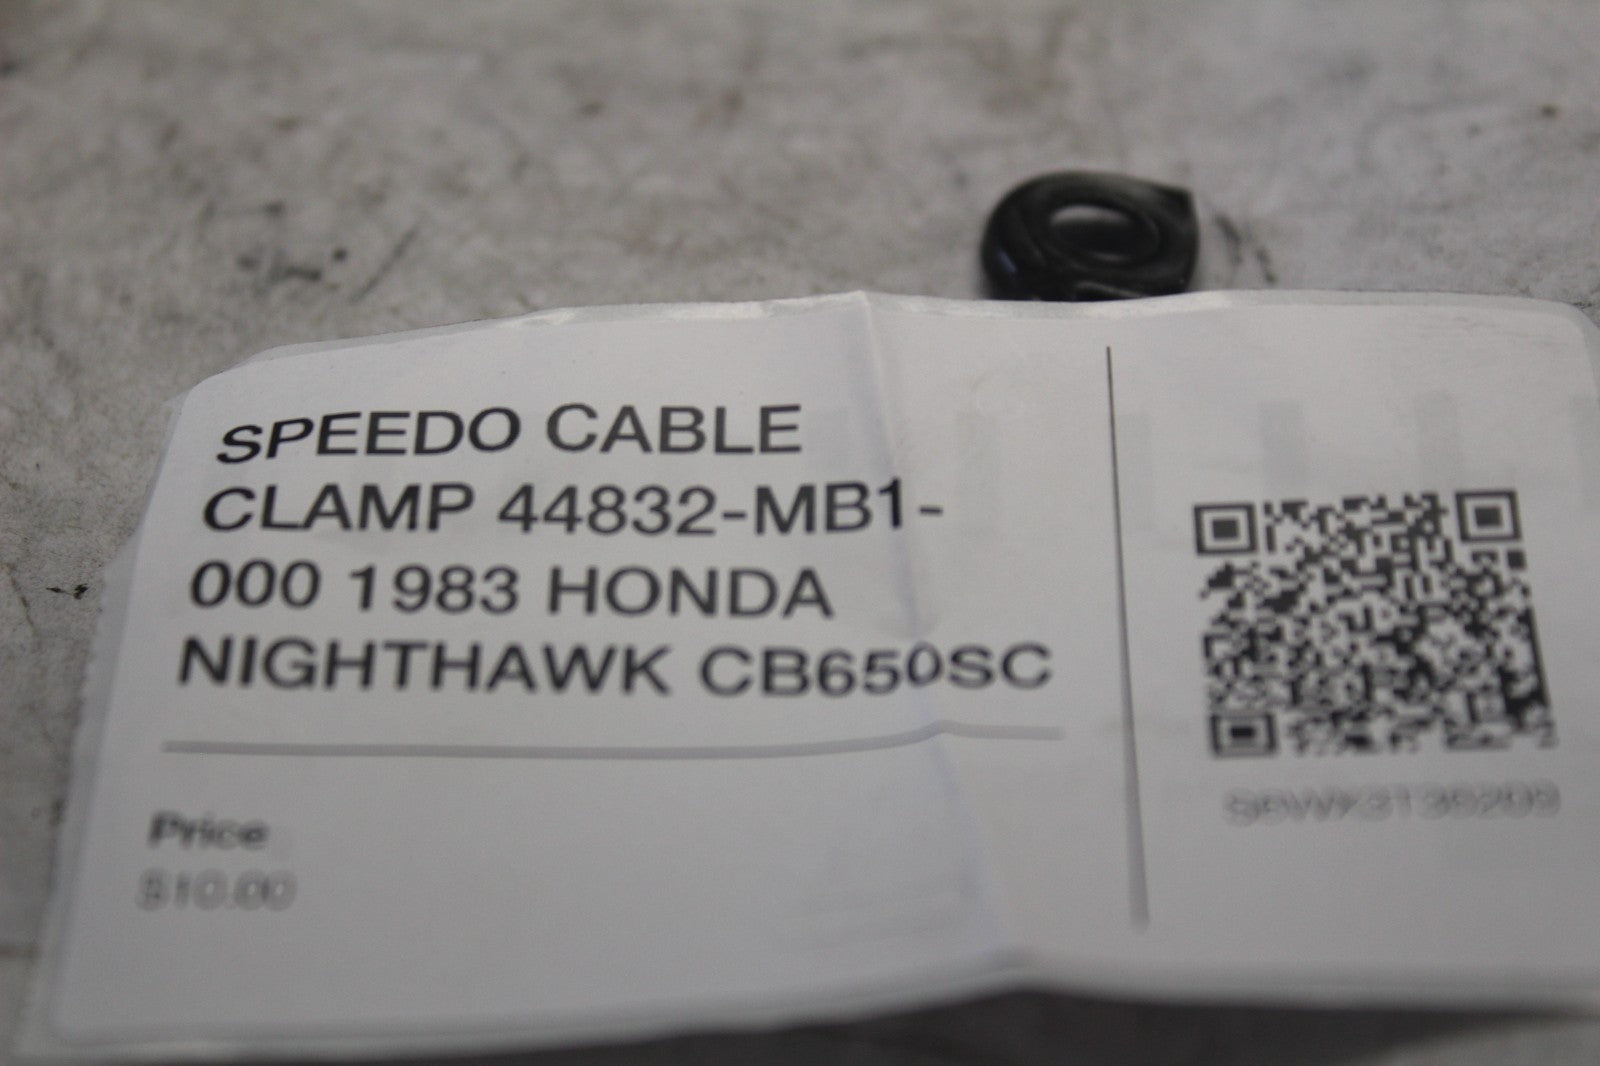 SPEEDO CABLE
CLAMP 44832-MB1-
000 1983 HONDA
NIGHTHAWK CB650SC
Price
$10.00